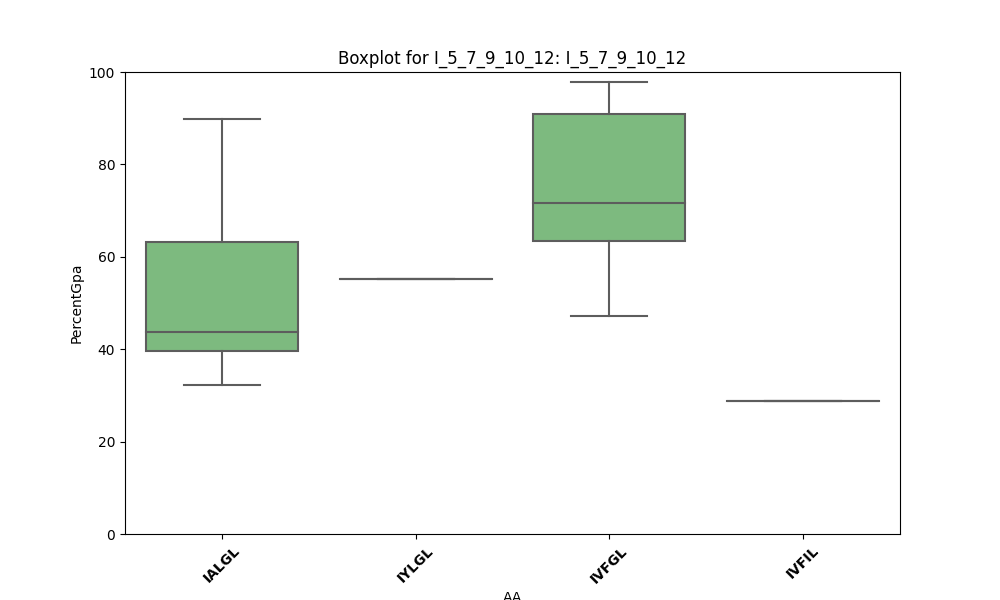 Boxplot for I_5_7_9_10_12: I_5_7_9_10_12
100
80
60
40
20
0
PercentGpa
IALGL
IYLGL
IVFGL
IVFIL
AA